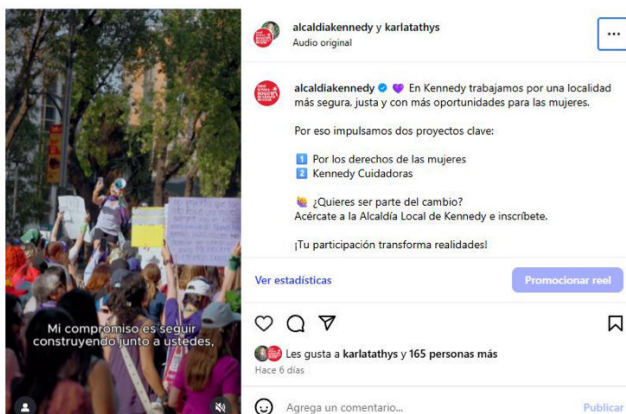 alcaldiakennedy y karlatathys
Audio original
alcaldiakennedy 💜 En Kennedy trabajamos por una localidad
más segura, justa y con más oportunidades para las mujeres.
Por eso impulsamos dos proyectos clave:
1️⃣ Por los derechos de las mujeres
2️⃣ Kennedy Cuidadoras
🙋 ¿Quieres ser parte del cambio?
Acércate a la Alcaldía Local de Kennedy e inscríbete.
¡Tu participación transforma realidades!
Ver estadísticas
Promocionar reel
Les gusta a karlatathys y 165 personas más
Hace 6 días
Agrega un comentario...
Publicar
Mi compromiso es seguir
construyendo junto a ustedes,